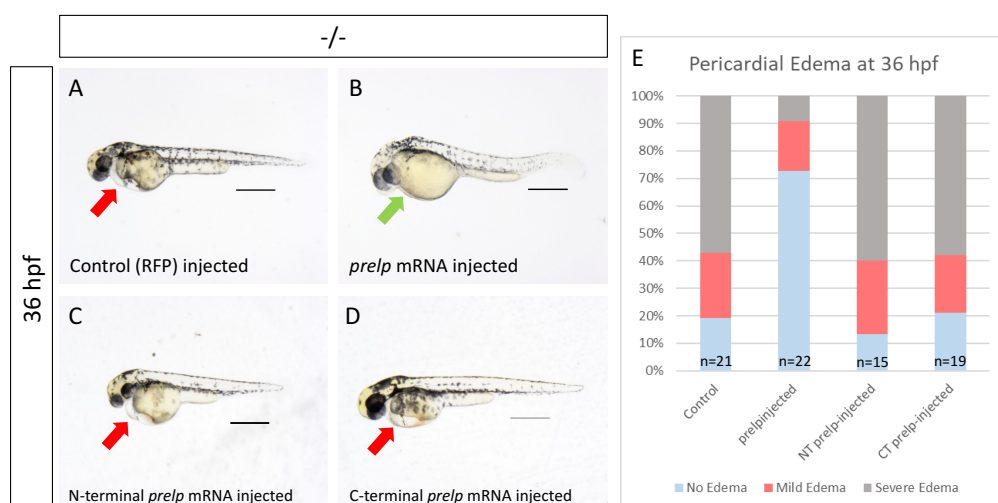 -/-
36 hpf
A
Control (RFP) injected
B
prelp mRNA injected
C
N-terminal prelp mRNA injected
D
C-terminal prelp mRNA injected
E
Pericardial Edema at 36 hpf
100%
90%
80%
70%
60%
50%
40%
30%
20%
10%
0%
n=21
n=22
n=15
n=19
Control
prelpinjected
NT prelp-injected
CT prelp-injected
No Edema
Mild Edema
Severe Edema